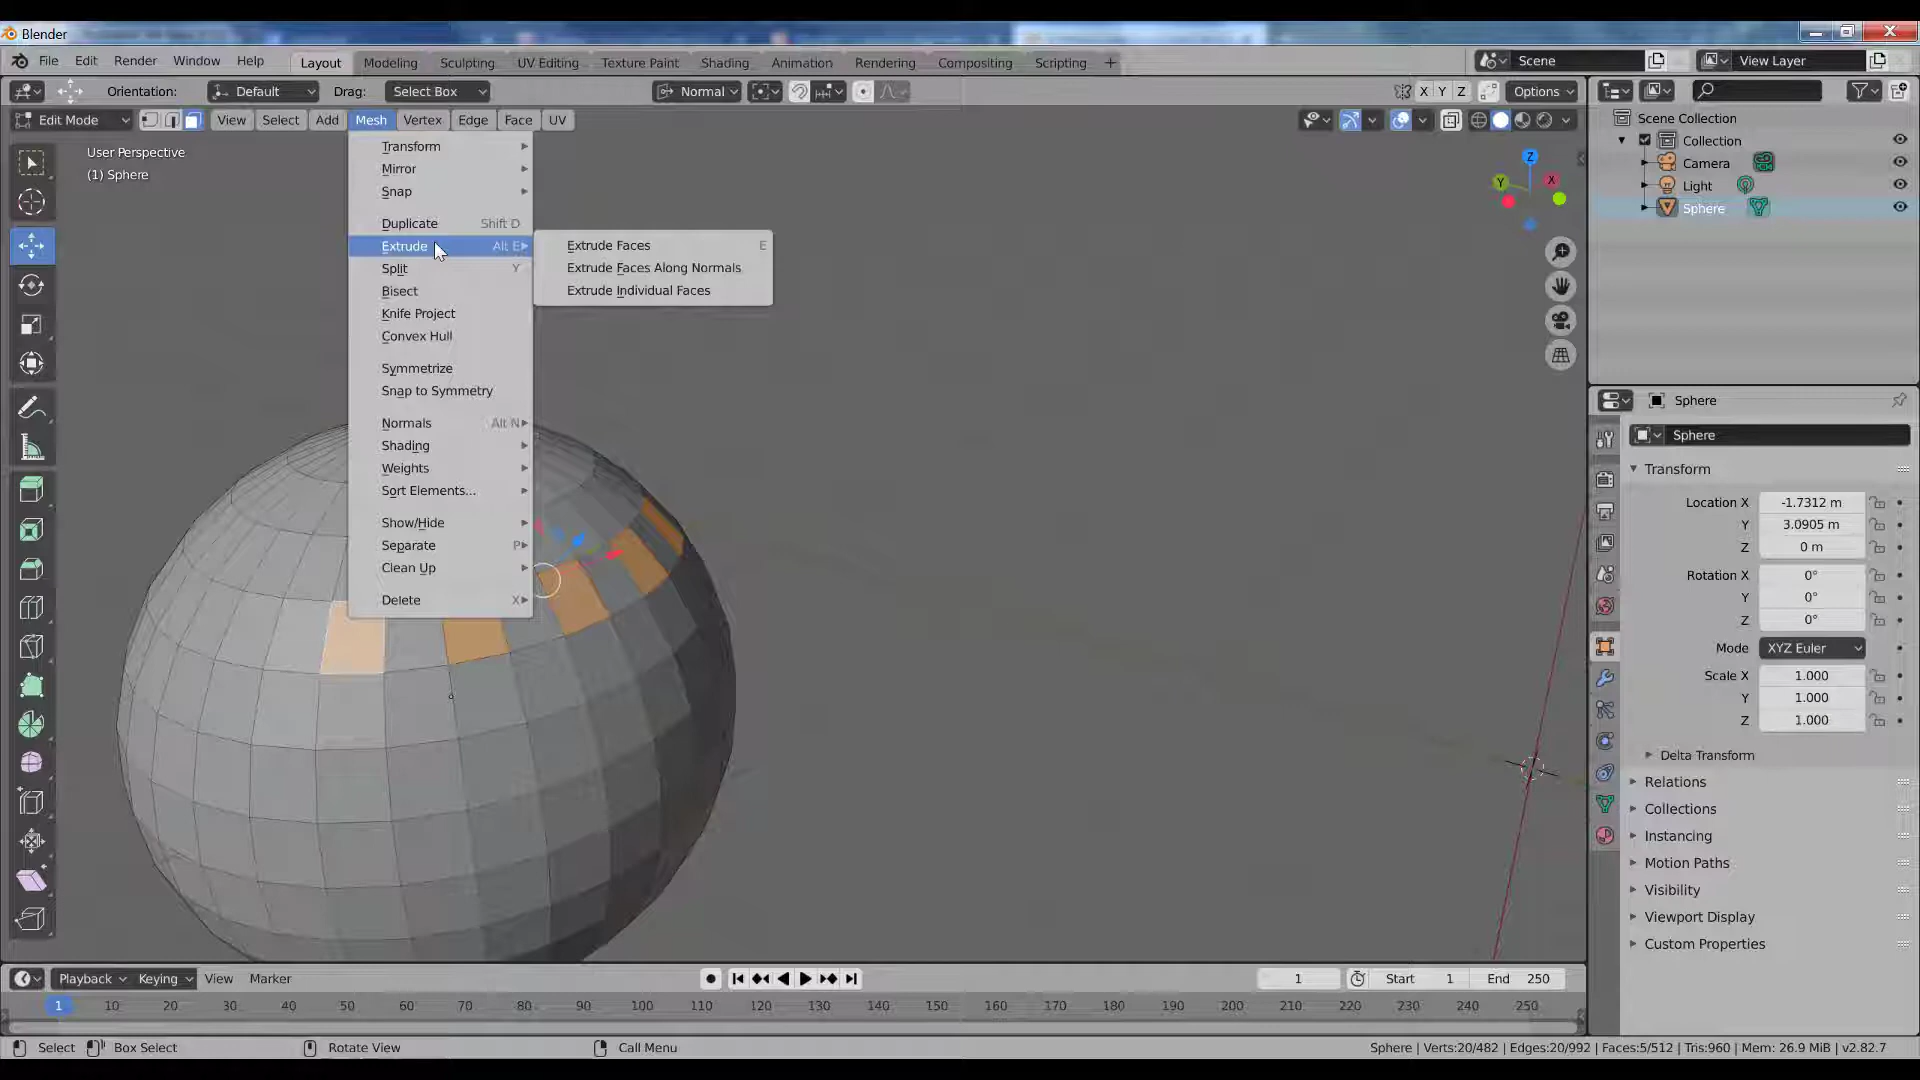 Blender
File Edit Render Window Help Layout Modeling Sculpting UV Editing Texture Paint Shading Animation Rendering Compositing Scripting + Scene View Layer
Orientation: Default Drag: Select Box Normal X Y Z Options
Edit Mode View Select Add Mesh Vertex Edge Face UV
User Perspective
(1) Sphere
Transform
Mirror
Snap
Duplicate Shift D
Extrude Alt E
Split Y
Bisect
Knife Project
Convex Hull
Symmetrize
Snap to Symmetry
Normals Alt N
Shading
Weights
Sort Elements...
Show/Hide
Separate P
Clean Up
Delete X
Extrude Faces E
Extrude Faces Along Normals
Extrude Individual Faces
Z
Y
X
Scene Collection
Collection
Camera
Light
Sphere
Sphere
Sphere
Transform
Location X -1.7312 m
Y 3.0905 m
Z 0 m
Rotation X 0°
Y 0°
Z 0°
Mode XYZ Euler
Scale X 1.000
Y 1.000
Z 1.000
Delta Transform
Relations
Collections
Instancing
Motion Paths
Visibility
Viewport Display
Custom Properties
Playback Keying View Marker 1 Start 1 End 250
1 10 20 30 40 50 60 70 80 90 100 110 120 130 140 150 160 170 180 190 200 210 220 230 240 250
Select Box Select Rotate View Call Menu Sphere | Verts:20/482 | Edges:20/992 | Faces:5/512 | Tris:960 | Mem: 26.9 MiB | v2.82.7